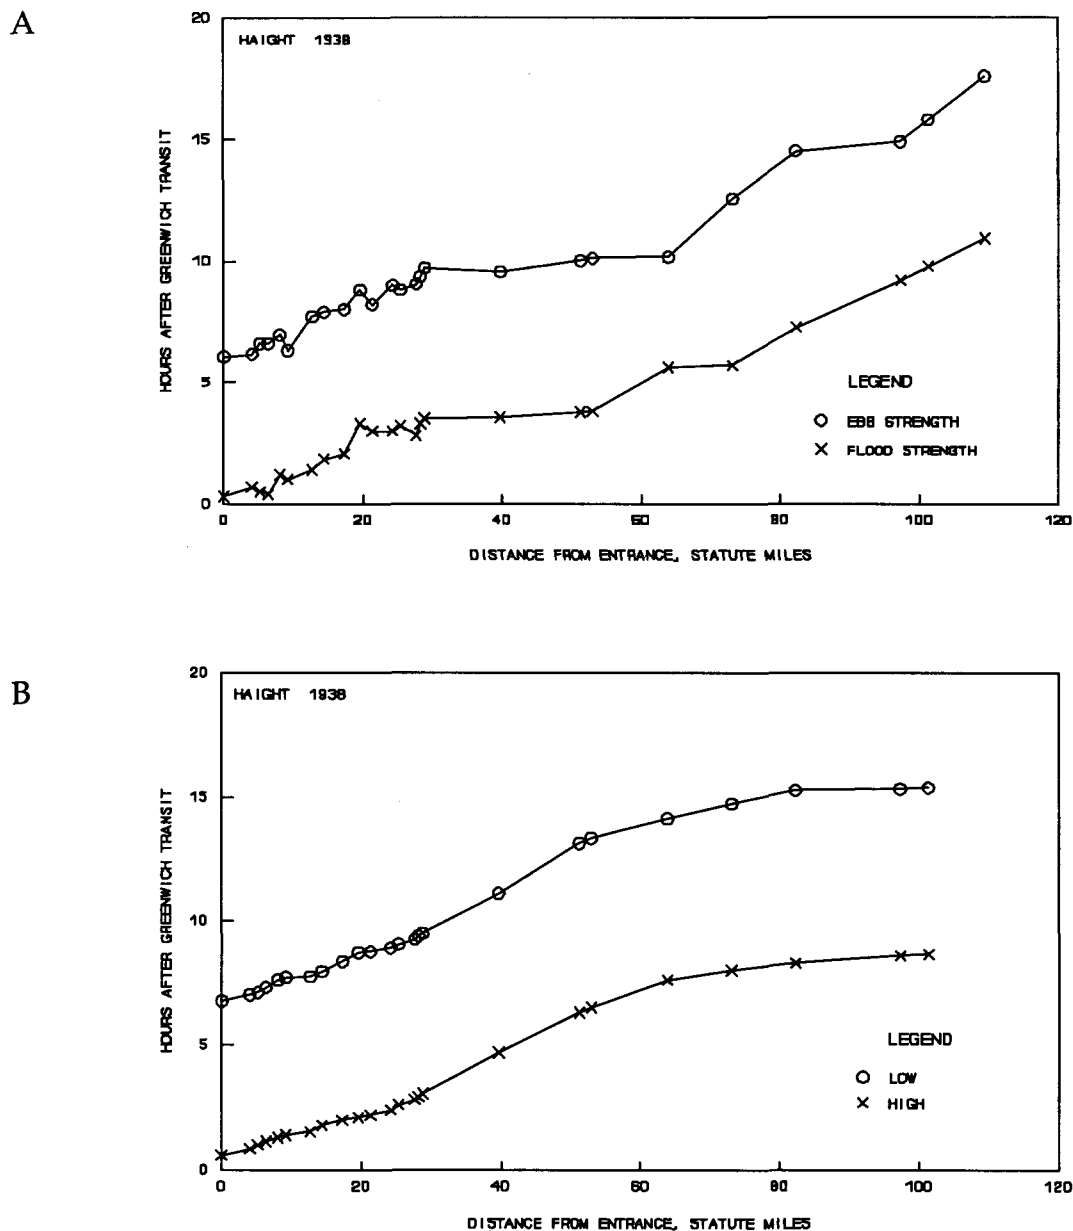 A
20
HAIGHT 1938
15
10
5
0
HOURS AFTER GREENWICH TRANSIT
LEGEND
EBB STRENGTH
FLOOD STRENGTH
0 20 40 60 80 100 120
DISTANCE FROM ENTRANCE, STATUTE MILES
B
20
HAIGHT 1938
15
10
5
0
HOURS AFTER GREENWICH TRANSIT
LEGEND
LOW
HIGH
0 20 40 60 80 100 120
DISTANCE FROM ENTRANCE, STATUTE MILES